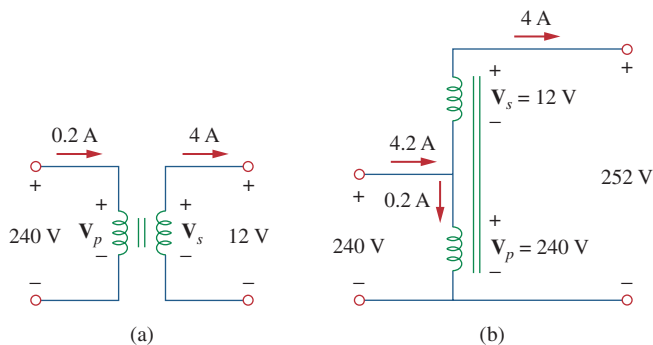 0.2 A
4 A
+
+
240 V
+
V_p
−
+
V_s
−
12 V
−
−
(a)
4 A
+
+
V_s = 12 V
−
4.2 A
+
0.2 A
252 V
240 V
+
V_p = 240 V
−
−
−
(b)